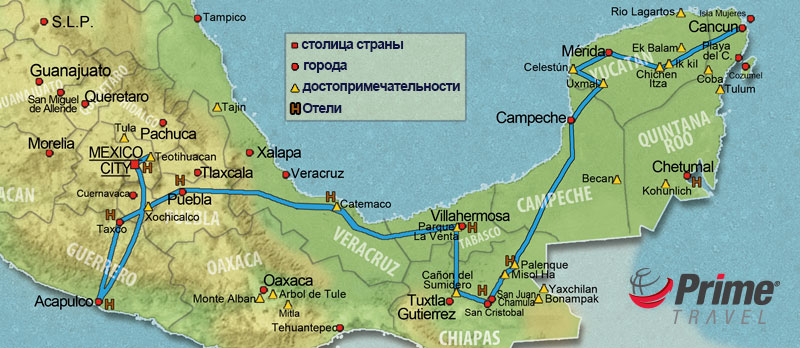 Tampico
S.L.P.
Rio Lagartos
Isla Mujeres
Cancun
столица страны
города
достопримечательности
Отели
H
Mérida
Ek Balam
Playa
del C.
Celestún
YUCATAN
Ik kil
Chichen
Itza
Cozumel
Coba
Tulum
Uxmal
Guanajuato
GUANAJUATO
San Miguel
de Allende
Queretaro
Tajin
Campeche
Pachuca
Tula
QUINTANA
ROO
Morelia
MEXICO
CITY
H
Teotihuacan
Xalapa
Tlaxcala
Veracruz
Chetumal
H
Becan
Kohunlich
Cuernavaca
H
Puebla
H
Catemaco
CAMPECHE
Xochicalco
H
Taxco
Villahermosa
H
Parque
La Venta
TABASCO
VERACRUZ
GUERRERO
OAXACA
H
Palenque
Misol Ha
Cañon del
Sumidero
Yaxchilan
Bonampak
Oaxaca
Monte Alban
Arbol de Tule
Mitla
Acapulco
H
Tuxtla
Gutierrez
H
San Juan
Chamula
San Cristobal
Tehuantepec
CHIAPAS
Prime®
TRAVEL